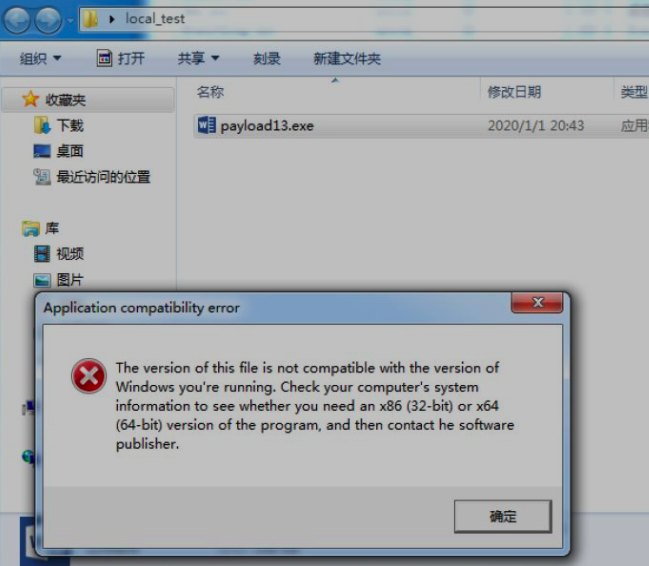 local_test
组织 打开 共享 刻录 新建文件夹
收藏夹 名称 修改日期 类型
下载 payload13.exe 2020/1/1 20:43 应用
桌面
最近访问的位置
库
视频
图片
Application compatibility error
The version of this file is not compatible with the version of
Windows you're running. Check your computer's system
information to see whether you need an x86 (32-bit) or x64
(64-bit) version of the program, and then contact he software
publisher.
确定